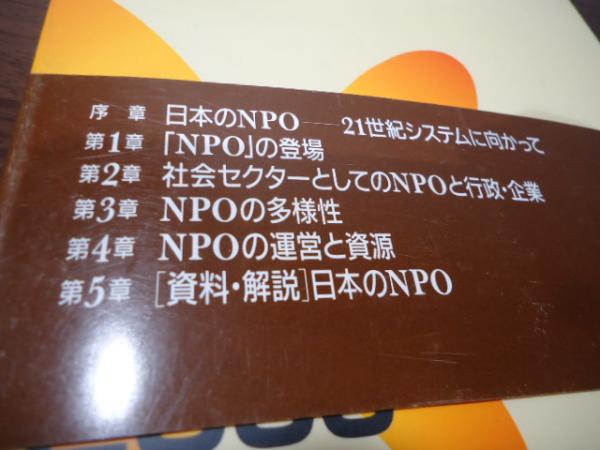 序章 日本のNPO──21世紀システムに向かって
第1章 「NPO」の登場
第2章 社会セクターとしてのNPOと行政・企業
第3章 NPOの多様性
第4章 NPOの運営と資源
第5章 [資料・解説]日本のNPO